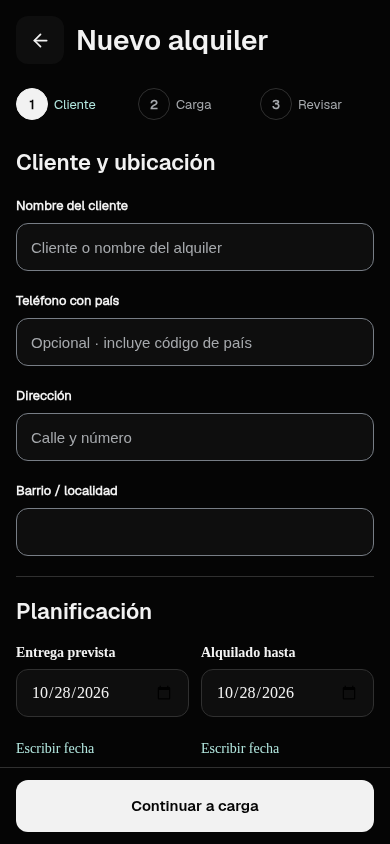 Nuevo alquiler
1 Cliente 2 Carga 3 Revisar
Cliente y ubicación
Nombre del cliente
Cliente o nombre del alquiler
Teléfono con país
Opcional · incluye código de país
Dirección
Calle y número
Barrio / localidad
Planificación
Entrega prevista Alquilado hasta
10/28/2026 10/28/2026
Escribir fecha Escribir fecha
Continuar a carga